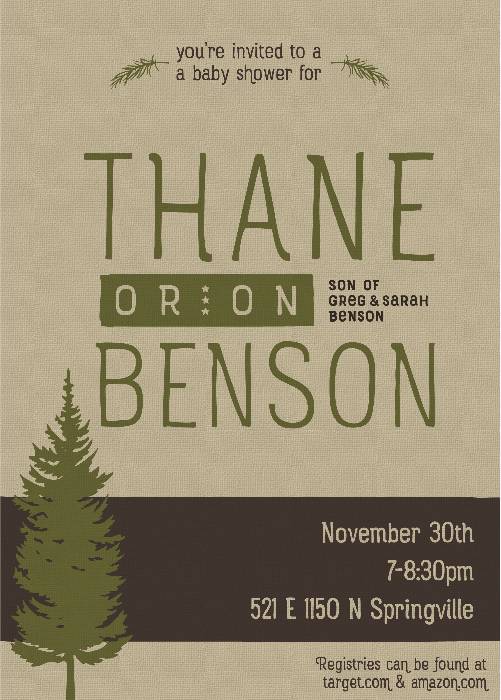 you're invited to a
a baby shower for
THANE
ORION
SON OF
GREG & SARAH
BENSON
BENSON
November 30th
7-8:30pm
521 E 1150 N Springville
Registries can be found at
target.com & amazon.com